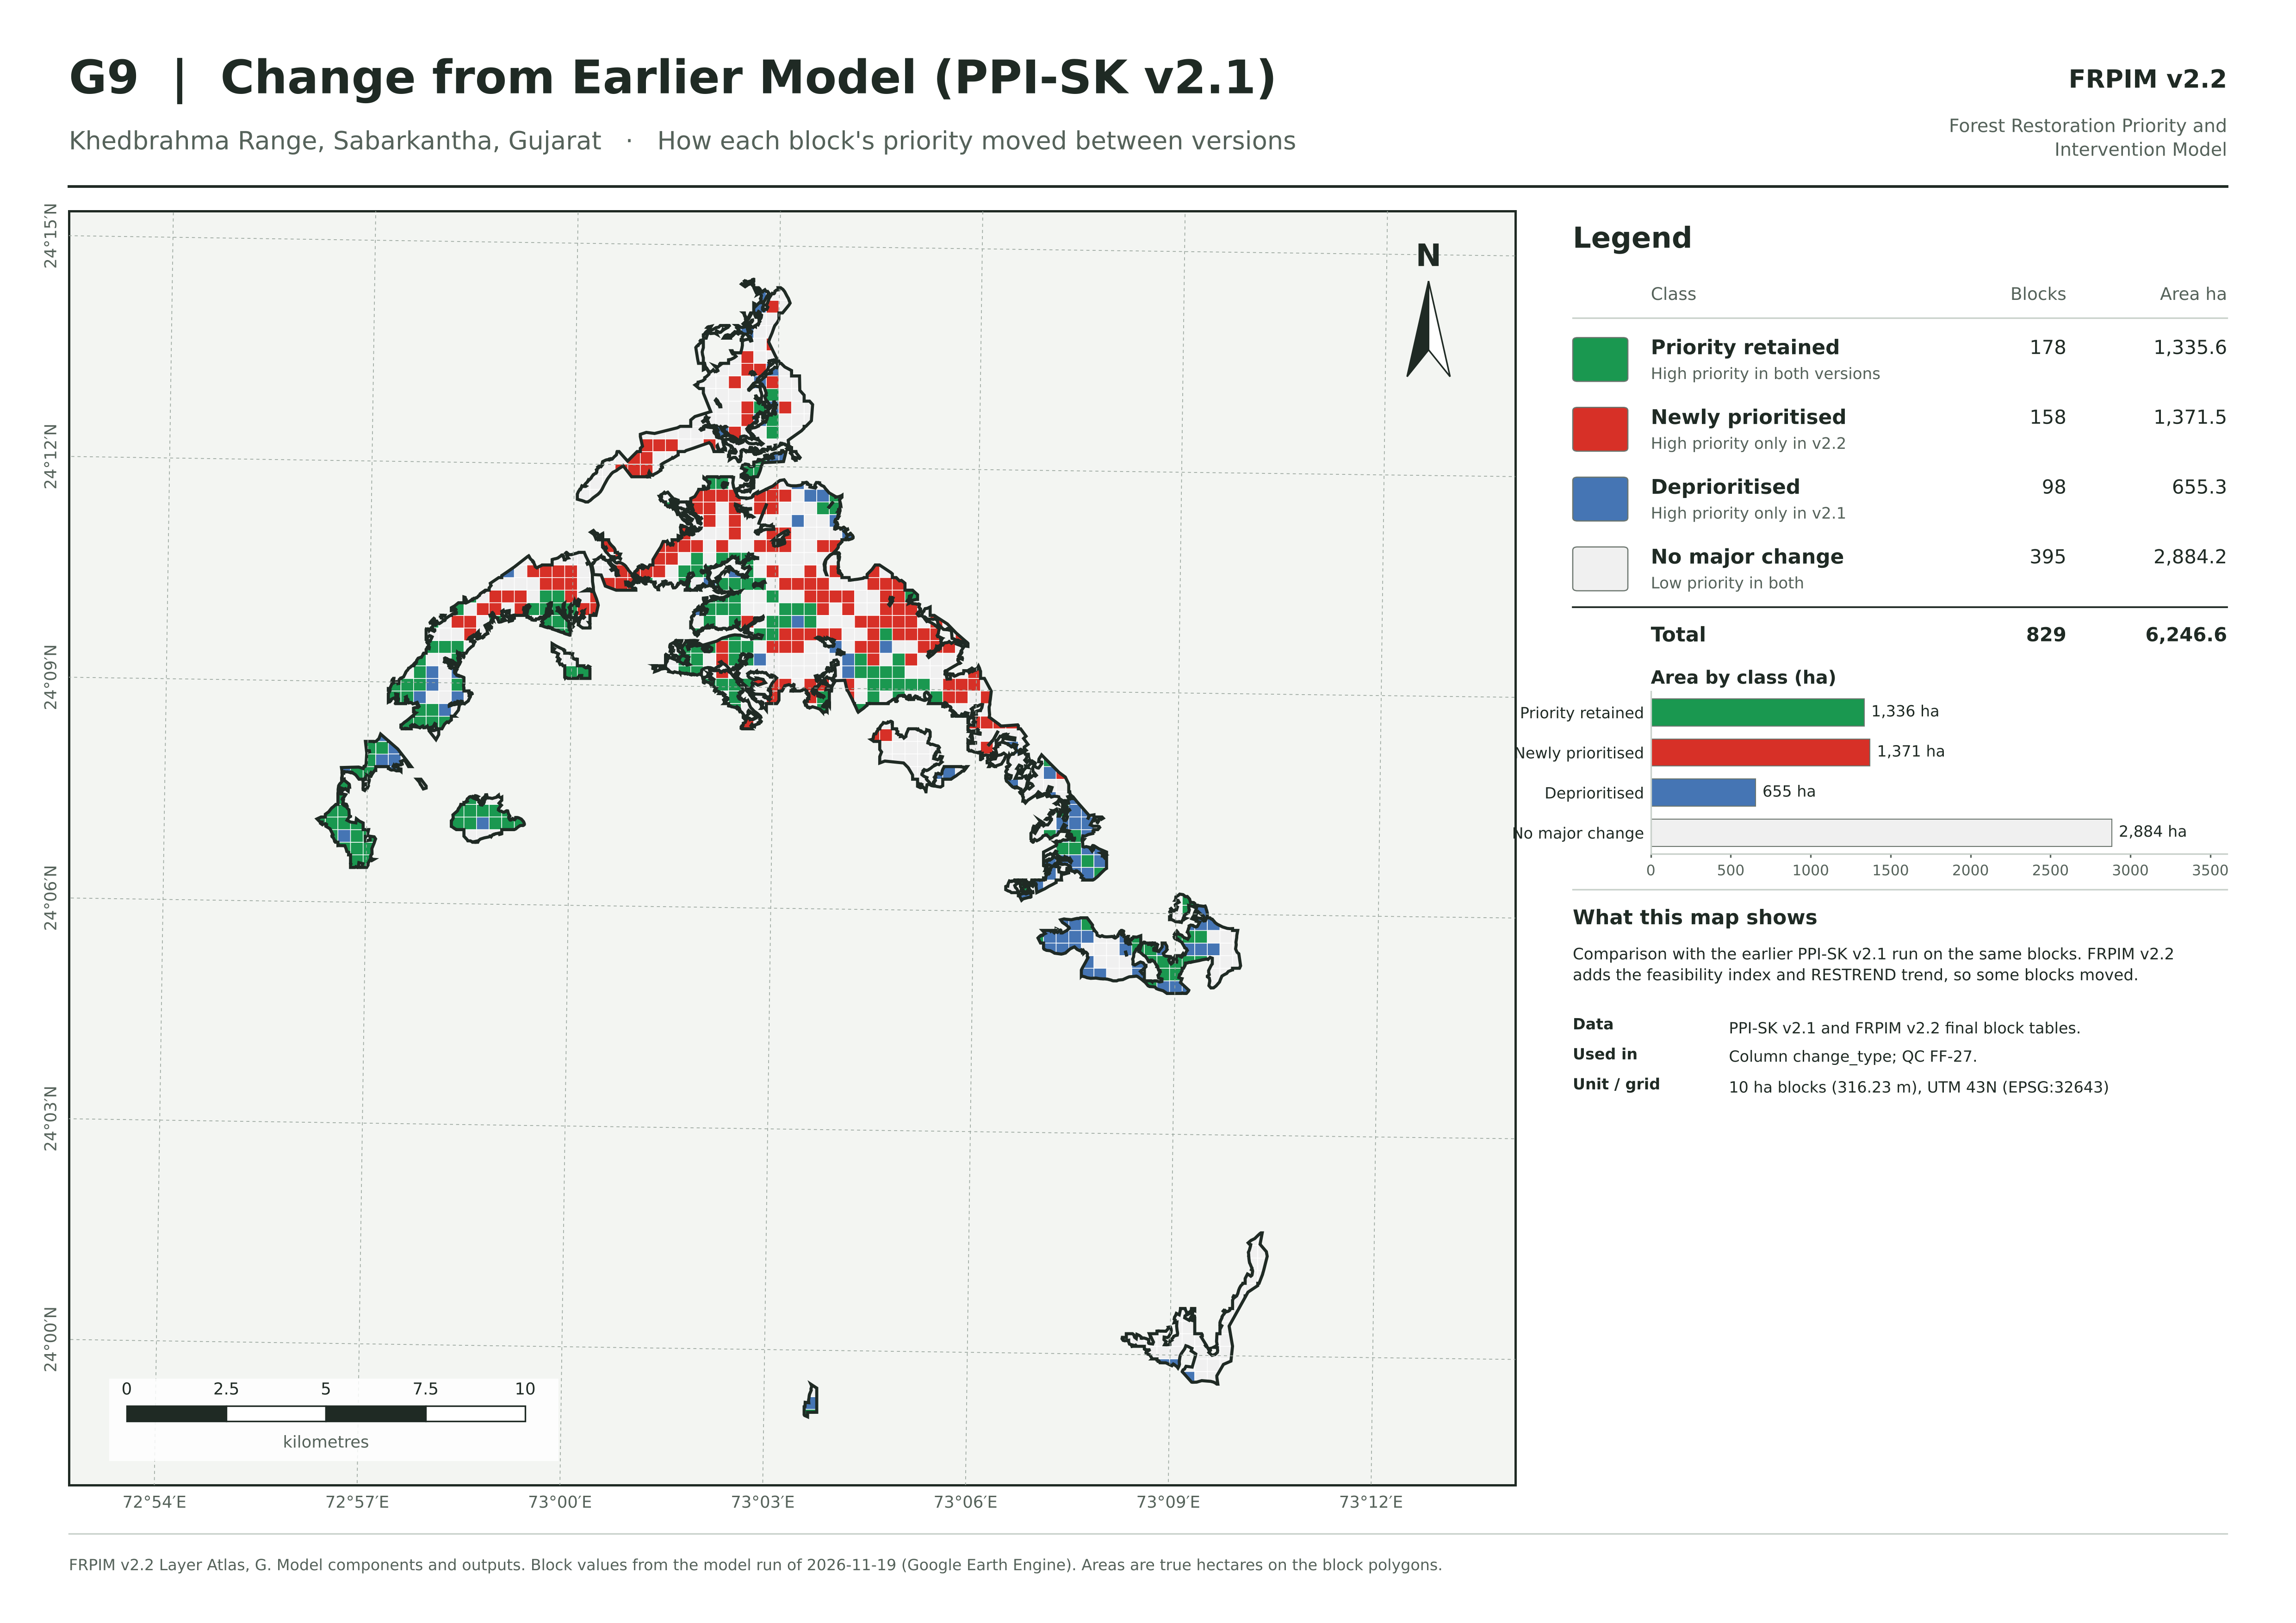 G9 | Change from Earlier Model (PPI-SK v2.1)
FRPIM v2.2
Khedbrahma Range, Sabarkantha, Gujarat · How each block's priority moved between versions
Forest Restoration Priority and
Intervention Model
24°15′N
24°12′N
24°09′N
24°06′N
24°03′N
24°00′N
N
0 2.5 5 7.5 10
kilometres
72°54′E 72°57′E 73°00′E 73°03′E 73°06′E 73°09′E 73°12′E
Legend
Class Blocks Area ha
Priority retained 178 1,335.6
High priority in both versions
Newly prioritised 158 1,371.5
High priority only in v2.2
Deprioritised 98 655.3
High priority only in v2.1
No major change 395 2,884.2
Low priority in both
Total 829 6,246.6
Area by class (ha)
Priority retained 1,336 ha
Newly prioritised 1,371 ha
Deprioritised 655 ha
No major change 2,884 ha
0 500 1000 1500 2000 2500 3000 3500
What this map shows
Comparison with the earlier PPI-SK v2.1 run on the same blocks. FRPIM v2.2
adds the feasibility index and RESTREND trend, so some blocks moved.
Data PPI-SK v2.1 and FRPIM v2.2 final block tables.
Used in Column change_type; QC FF-27.
Unit / grid 10 ha blocks (316.23 m), UTM 43N (EPSG:32643)
FRPIM v2.2 Layer Atlas, G. Model components and outputs. Block values from the model run of 2026-11-19 (Google Earth Engine). Areas are true hectares on the block polygons.